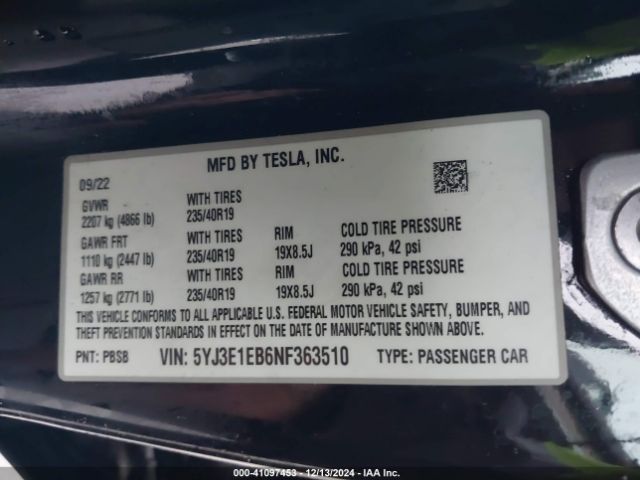 MFD BY TESLA, INC.
09/22
GVWR WITH TIRES
2207 kg (4866 lb) 235/40R19
GAWR FRT WITH TIRES RIM COLD TIRE PRESSURE
1110 kg (2447 lb) 235/40R19 19X8.5J 290 kPa, 42 psi
GAWR RR WITH TIRES RIM COLD TIRE PRESSURE
1257 kg (2771 lb) 235/40R19 19X8.5J 290 kPa, 42 psi
THIS VEHICLE CONFORMS TO ALL APPLICABLE U.S. FEDERAL MOTOR VEHICLE SAFETY, BUMPER, AND
THEFT PREVENTION STANDARDS IN EFFECT ON THE DATE OF MANUFACTURE SHOWN ABOVE.
PNT: PBSB VIN: 5YJ3E1EB6NF363510 TYPE: PASSENGER CAR
000-41097453 - 12/13/2024 - IAA Inc.